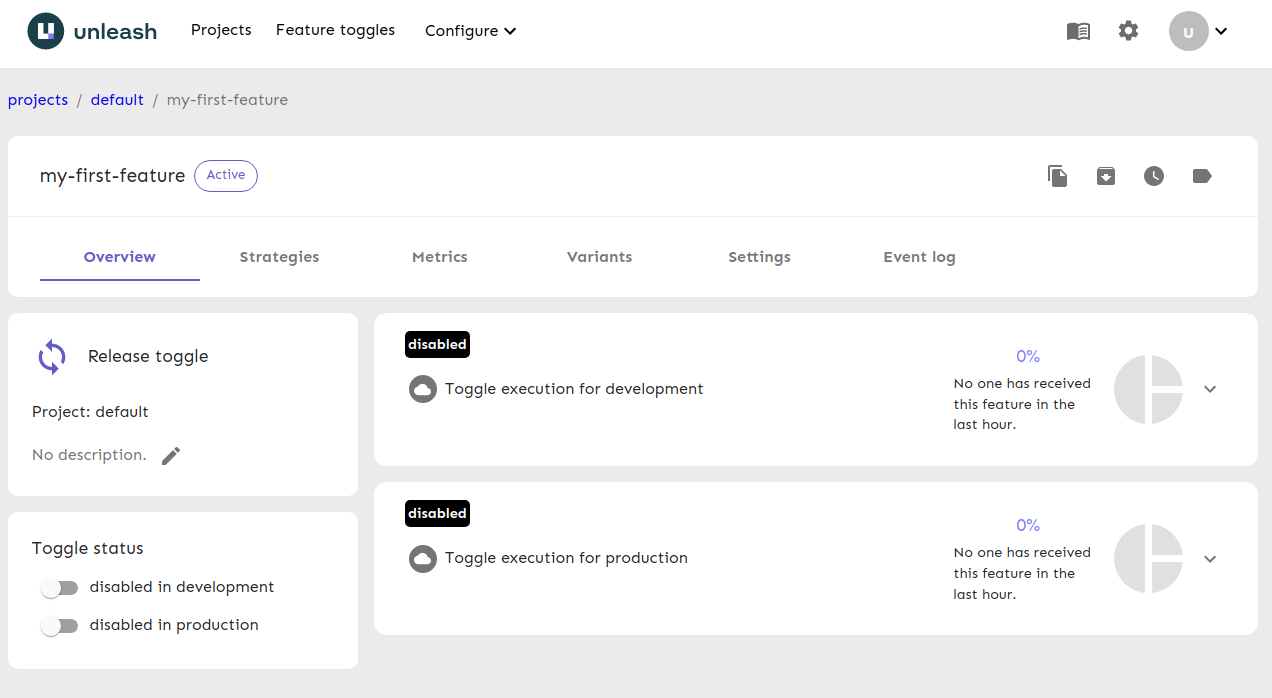 unleash Projects Feature toggles Configure U
projects / default / my-first-feature
my-first-feature Active
Overview Strategies Metrics Variants Settings Event log
Release toggle
Project: default
No description.
Toggle status
disabled in development
disabled in production
disabled
Toggle execution for development
0%
No one has received
this feature in the
last hour.
disabled
Toggle execution for production
0%
No one has received
this feature in the
last hour.